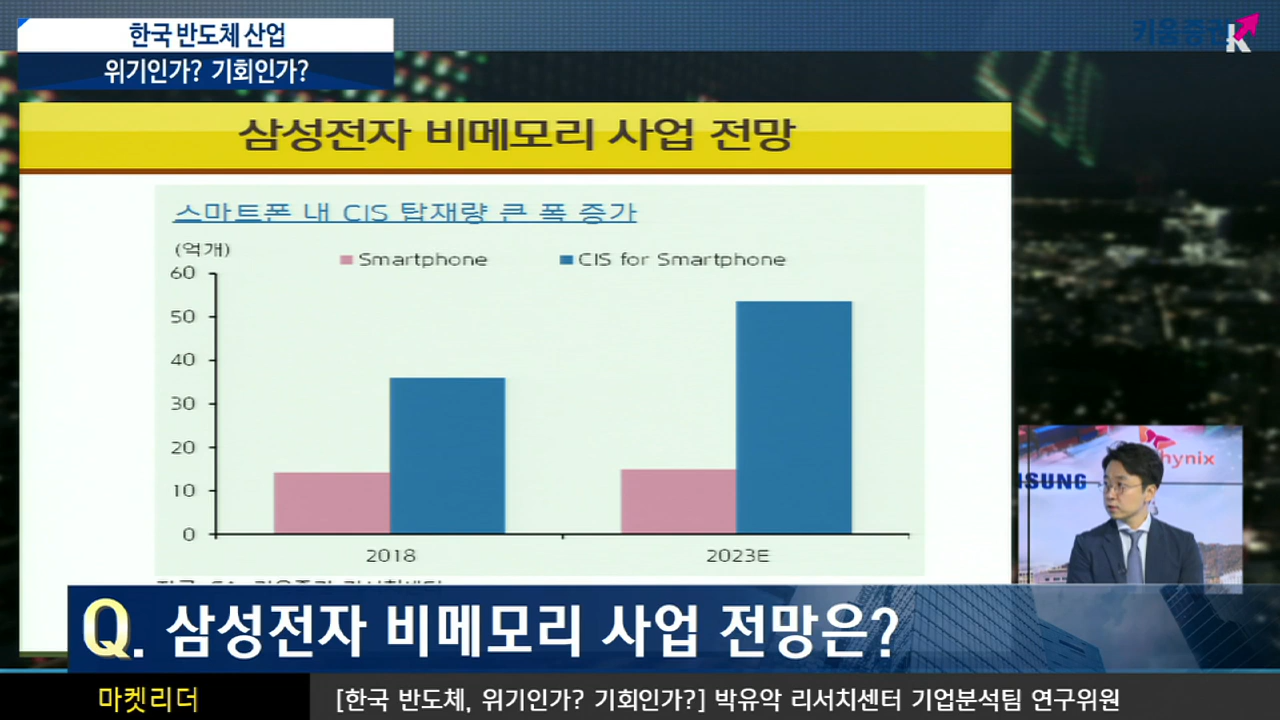 한국 반도체 산업
위기인가? 기회인가?
키움증권
삼성전자 비메모리 사업 전망
스마트폰 내 CIS 탑재량 큰 폭 증가
(억개)
Smartphone
CIS for Smartphone
60
50
40
30
20
10
0
2018
2023E
hynix
MSUNG
Q. 삼성전자 비메모리 사업 전망은?
마켓리더
[한국 반도체, 위기인가? 기회인가?] 박유악 리서치센터 기업분석팀 연구위원